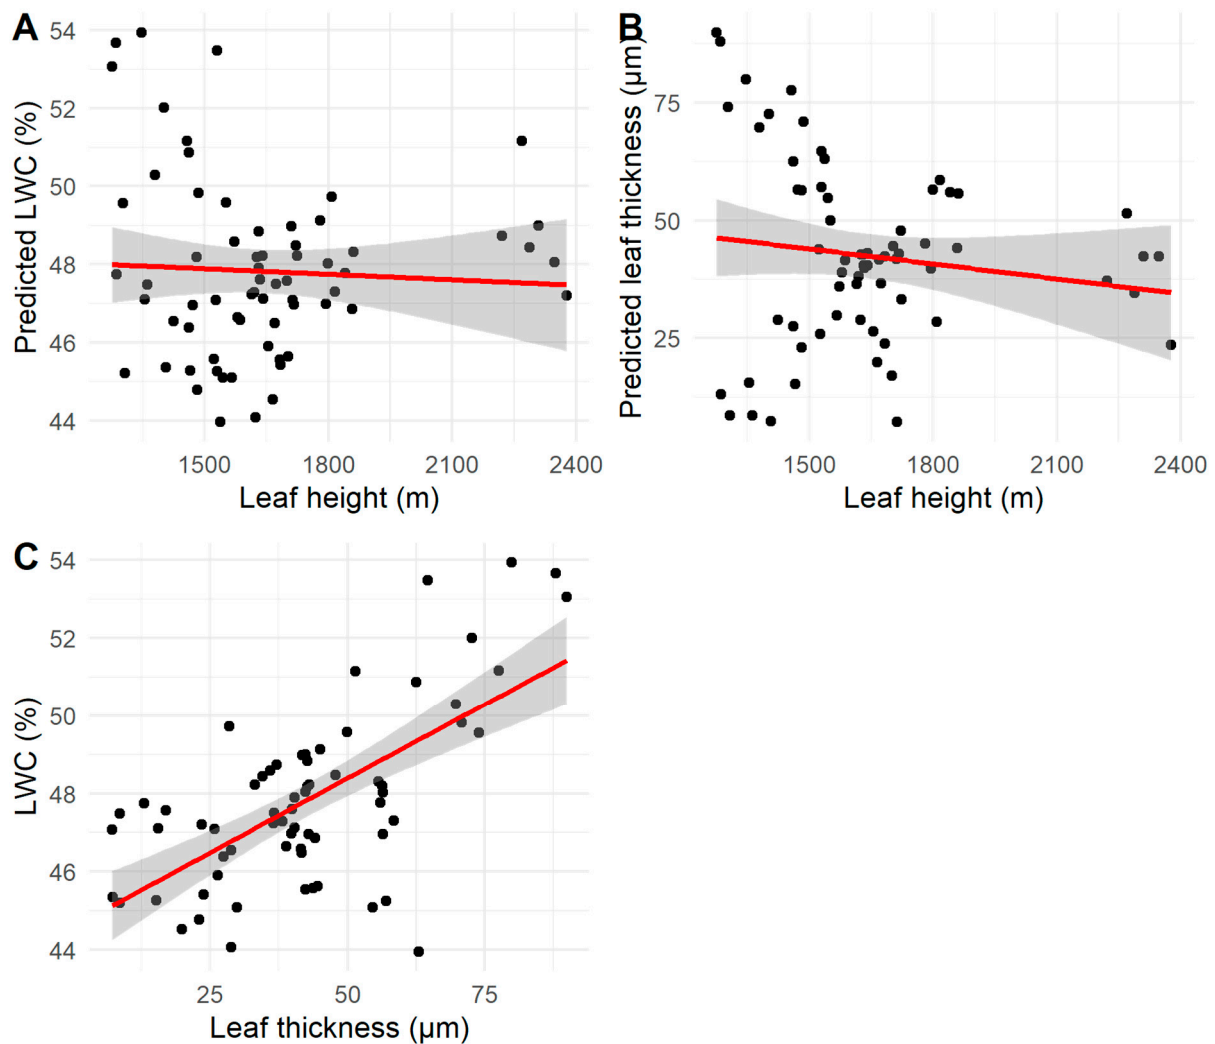 A
Predicted LWC (%)
54
52
50
48
46
44
1500 1800 2100 2400
Leaf height (m)
B
Predicted leaf thickness (μm)
75
50
25
1500 1800 2100 2400
Leaf height (m)
C
LWC (%)
54
52
50
48
46
44
25 50 75
Leaf thickness (μm)